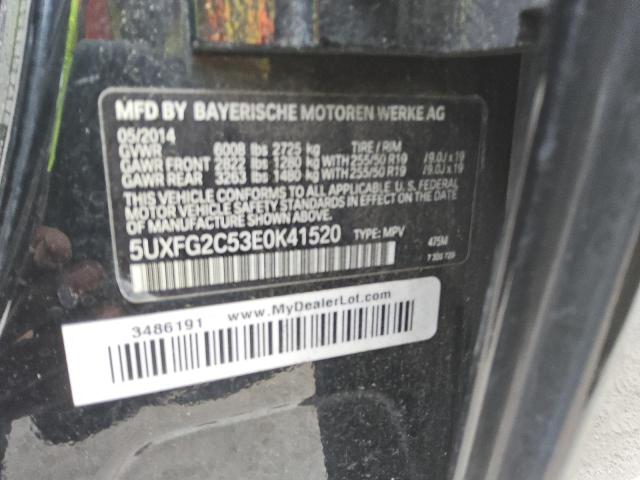 MFD BY BAYERISCHE MOTOREN WERKE AG
05/2014
GVWR 6008 lbs 2725 kg TIRE / RIM
GAWR FRONT 2822 lbs 1280 kg WITH 255/50 R19 / 9.0J x 19
GAWR REAR 3263 lbs 1480 kg WITH 255/50 R19 / 9.0J x 19
THIS VEHICLE CONFORMS TO ALL APPLICABLE U.S. FEDERAL
MOTOR VEHICLE SAFETY STANDARDS IN EFFECT ON THE DATE
OF MANUFACTURE SHOWN ABOVE.
5UXFG2C53E0K41520 TYPE: MPV
475M
3486191 www.MyDealerLot.com